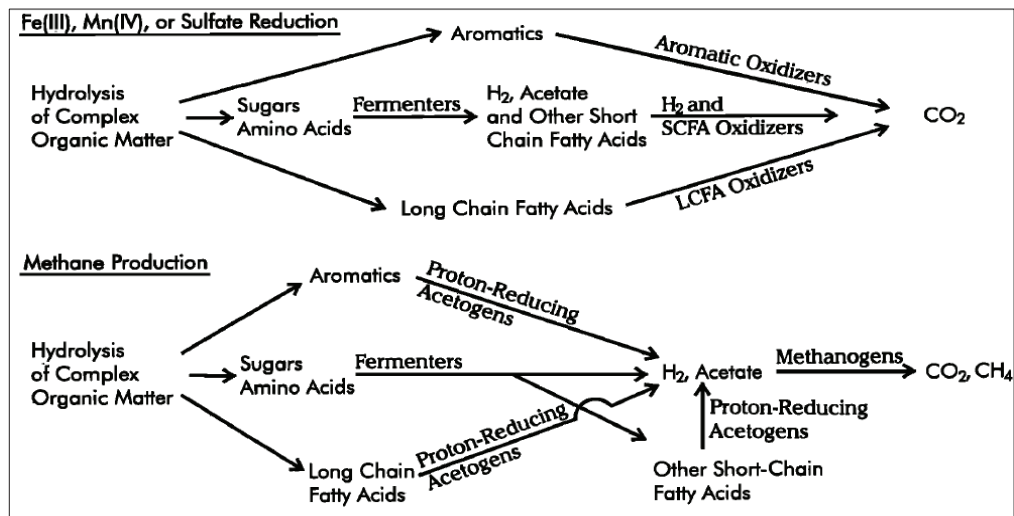 Fe(III), Mn(IV), or Sulfate Reduction
Aromatics
Aromatic Oxidizers
Hydrolysis
of Complex
Organic Matter
Sugars
Amino Acids
Fermenters
H2, Acetate
and Other Short
Chain Fatty Acids
H2 and
SCFA Oxidizers
CO2
Long Chain Fatty Acids
LCFA Oxidizers
Methane Production
Aromatics
Proton-Reducing
Acetogens
Hydrolysis
of Complex
Organic Matter
Sugars
Amino Acids
Fermenters
H2, Acetate
Methanogens
CO2, CH4
Proton-Reducing
Acetogens
Long Chain
Fatty Acids
Proton-Reducing
Acetogens
Other Short-Chain
Fatty Acids